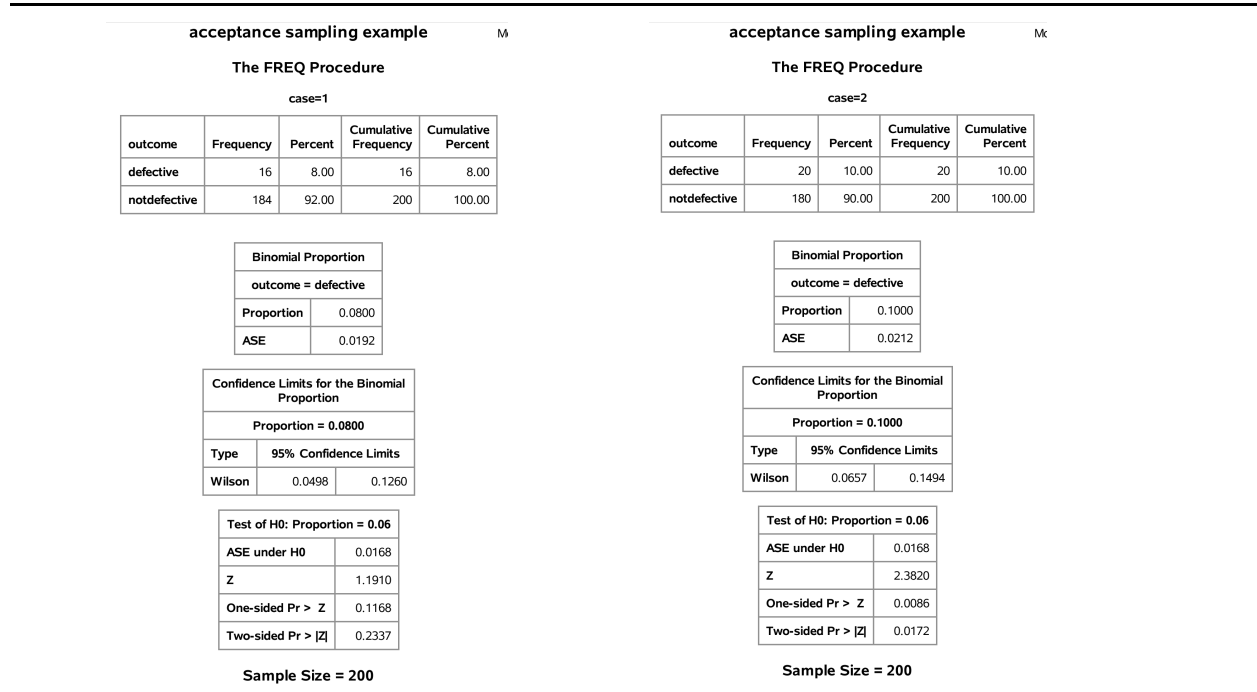 acceptance sampling example
The FREQ Procedure
case=1
outcome Frequency Percent Cumulative Frequency Cumulative Percent
defective 16 8.00 16 8.00
notdefective 184 92.00 200 100.00
Binomial Proportion
outcome = defective
Proportion 0.0800
ASE 0.0192
Confidence Limits for the Binomial
Proportion
Proportion = 0.0800
Type 95% Confidence Limits
Wilson 0.0498 0.1260
Test of H0: Proportion = 0.06
ASE under H0 0.0168
Z 1.1910
One-sided Pr > Z 0.1168
Two-sided Pr > |Z| 0.2337
Sample Size = 200
acceptance sampling example
The FREQ Procedure
case=2
outcome Frequency Percent Cumulative Frequency Cumulative Percent
defective 20 10.00 20 10.00
notdefective 180 90.00 200 100.00
Binomial Proportion
outcome = defective
Proportion 0.1000
ASE 0.0212
Confidence Limits for the Binomial
Proportion
Proportion = 0.1000
Type 95% Confidence Limits
Wilson 0.0657 0.1494
Test of H0: Proportion = 0.06
ASE under H0 0.0168
Z 2.3820
One-sided Pr > Z 0.0086
Two-sided Pr > |Z| 0.0172
Sample Size = 200